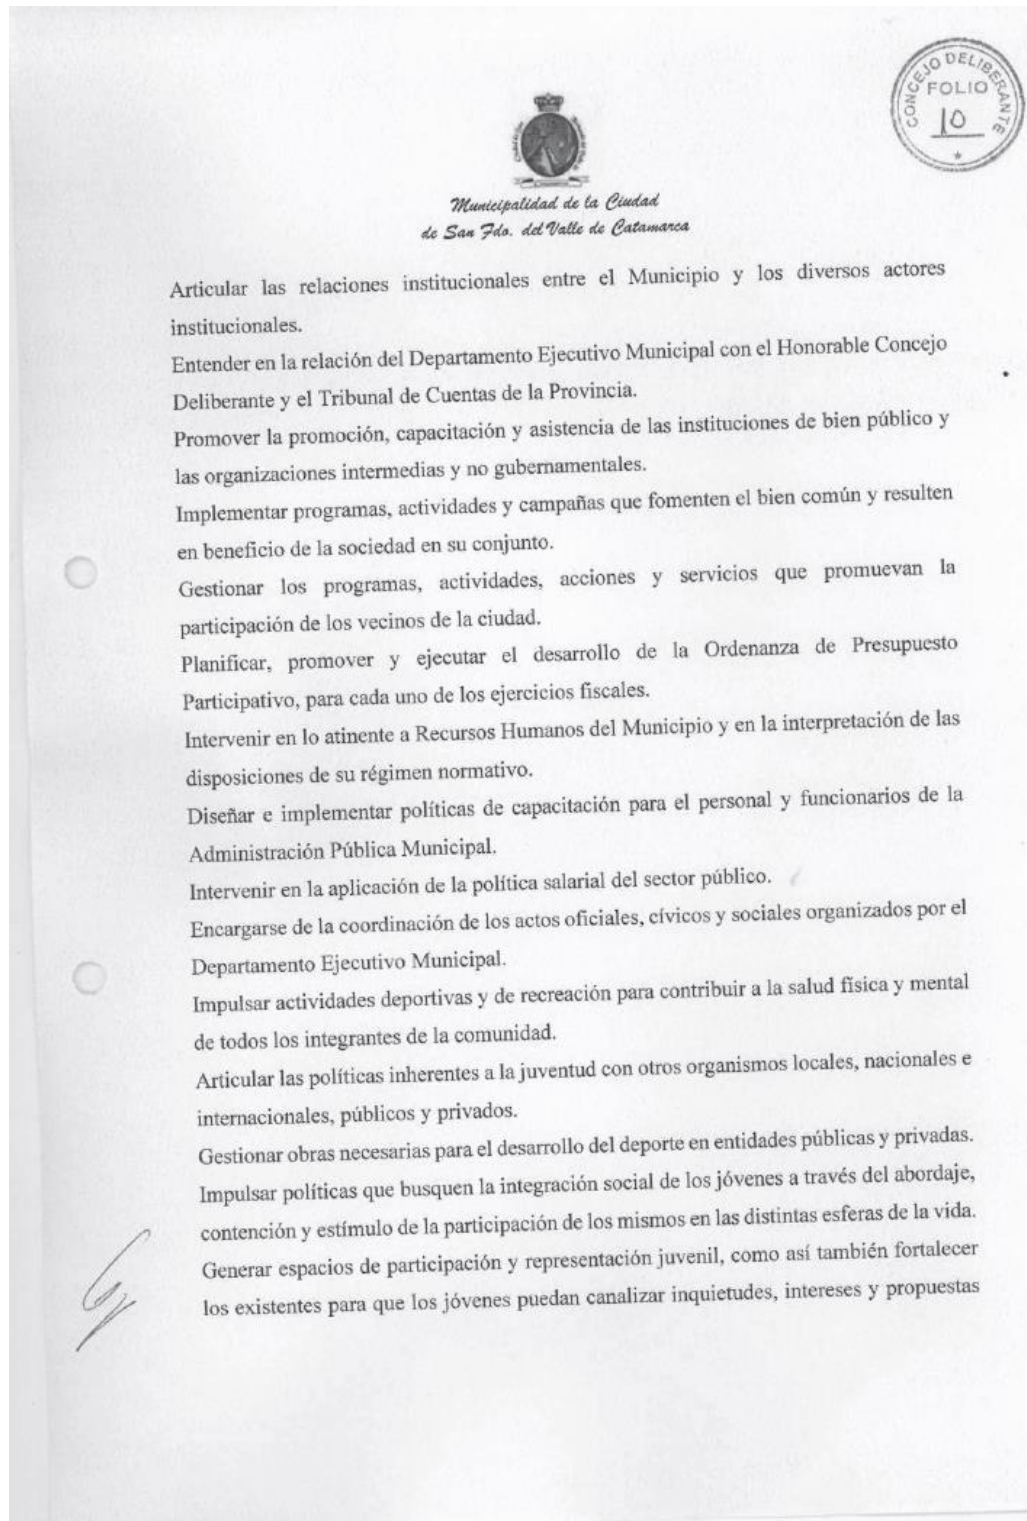 CONCEJO DELIBERANTE
FOLIO
10
Municipalidad de la Ciudad
de San Fdo. del Valle de Catamarca
Articular las relaciones institucionales entre el Municipio y los diversos actores
institucionales.
Entender en la relación del Departamento Ejecutivo Municipal con el Honorable Concejo
Deliberante y el Tribunal de Cuentas de la Provincia.
Promover la promoción, capacitación y asistencia de las instituciones de bien público y
las organizaciones intermedias y no gubernamentales.
Implementar programas, actividades y campañas que fomenten el bien común y resulten
en beneficio de la sociedad en su conjunto.
Gestionar los programas, actividades, acciones y servicios que promuevan la
participación de los vecinos de la ciudad.
Planificar, promover y ejecutar el desarrollo de la Ordenanza de Presupuesto
Participativo, para cada uno de los ejercicios fiscales.
Intervenir en lo atinente a Recursos Humanos del Municipio y en la interpretación de las
disposiciones de su régimen normativo.
Diseñar e implementar políticas de capacitación para el personal y funcionarios de la
Administración Pública Municipal.
Intervenir en la aplicación de la política salarial del sector público.
Encargarse de la coordinación de los actos oficiales, cívicos y sociales organizados por el
Departamento Ejecutivo Municipal.
Impulsar actividades deportivas y de recreación para contribuir a la salud física y mental
de todos los integrantes de la comunidad.
Articular las políticas inherentes a la juventud con otros organismos locales, nacionales e
internacionales, públicos y privados.
Gestionar obras necesarias para el desarrollo del deporte en entidades públicas y privadas.
Impulsar políticas que busquen la integración social de los jóvenes a través del abordaje,
contención y estímulo de la participación de los mismos en las distintas esferas de la vida.
Generar espacios de participación y representación juvenil, como así también fortalecer
los existentes para que los jóvenes puedan canalizar inquietudes, intereses y propuestas